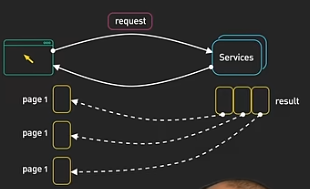 request
Services
page 1
result
page 1
page 1